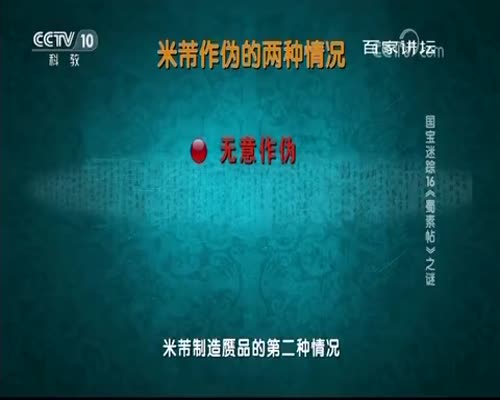 CCTV 10
科教
米芾作伪的两种情况
百家讲坛
CCTV.com
无意作伪
国宝迷踪16《蜀素帖》之谜
米芾制造赝品的第二种情况